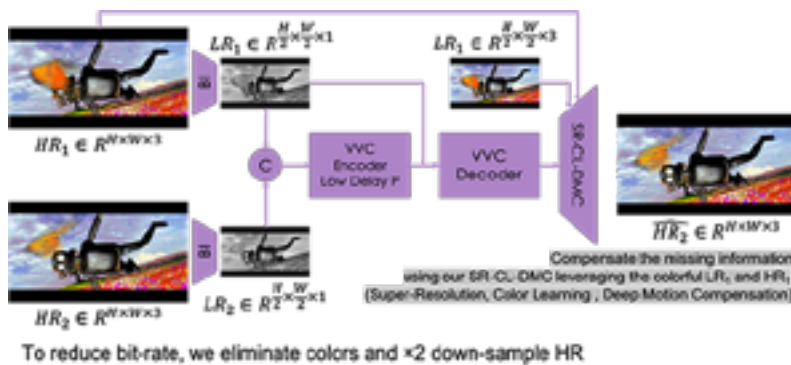 LR₁ ∈ R^{H/2×W/2×1}
LR₁ ∈ R^{H/2×W/2×3}
BI
HR₁ ∈ R^{H×W×3}
C
VVC
Encoder
Low Delay P
VVC
Decoder
SR-CL-DMC
BI
LR₂ ∈ R^{H/2×W/2×1}
HR₂ ∈ R^{H×W×3}
\widehat{HR₂} ∈ R^{H×W×3}
Compensate the missing information
using our SR-CL-DMC leveraging the colorful LR₁ and HR₁
(Super-Resolution, Color Learning , Deep Motion Compensation)
To reduce bit-rate, we eliminate colors and ×2 down-sample HR